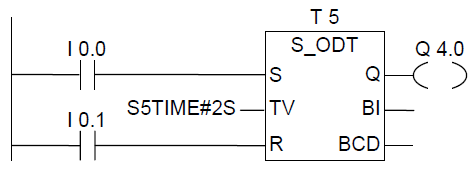 T 5
I 0.0
S_ODT
Q 4.0
S
Q
S5TIME#2S
TV
BI
I 0.1
R
BCD